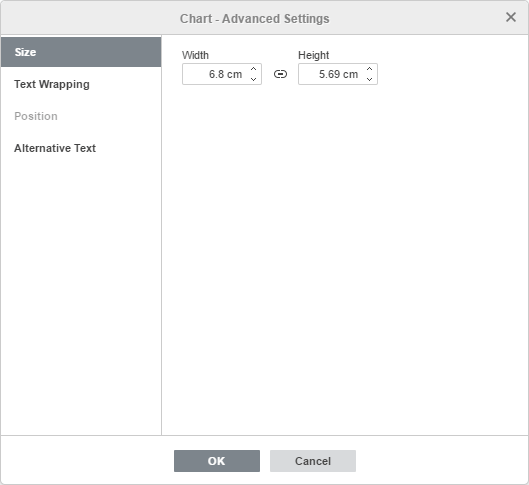 Chart - Advanced Settings
Size
Text Wrapping
Position
Alternative Text
Width Height
6.8 cm 5.69 cm
OK Cancel